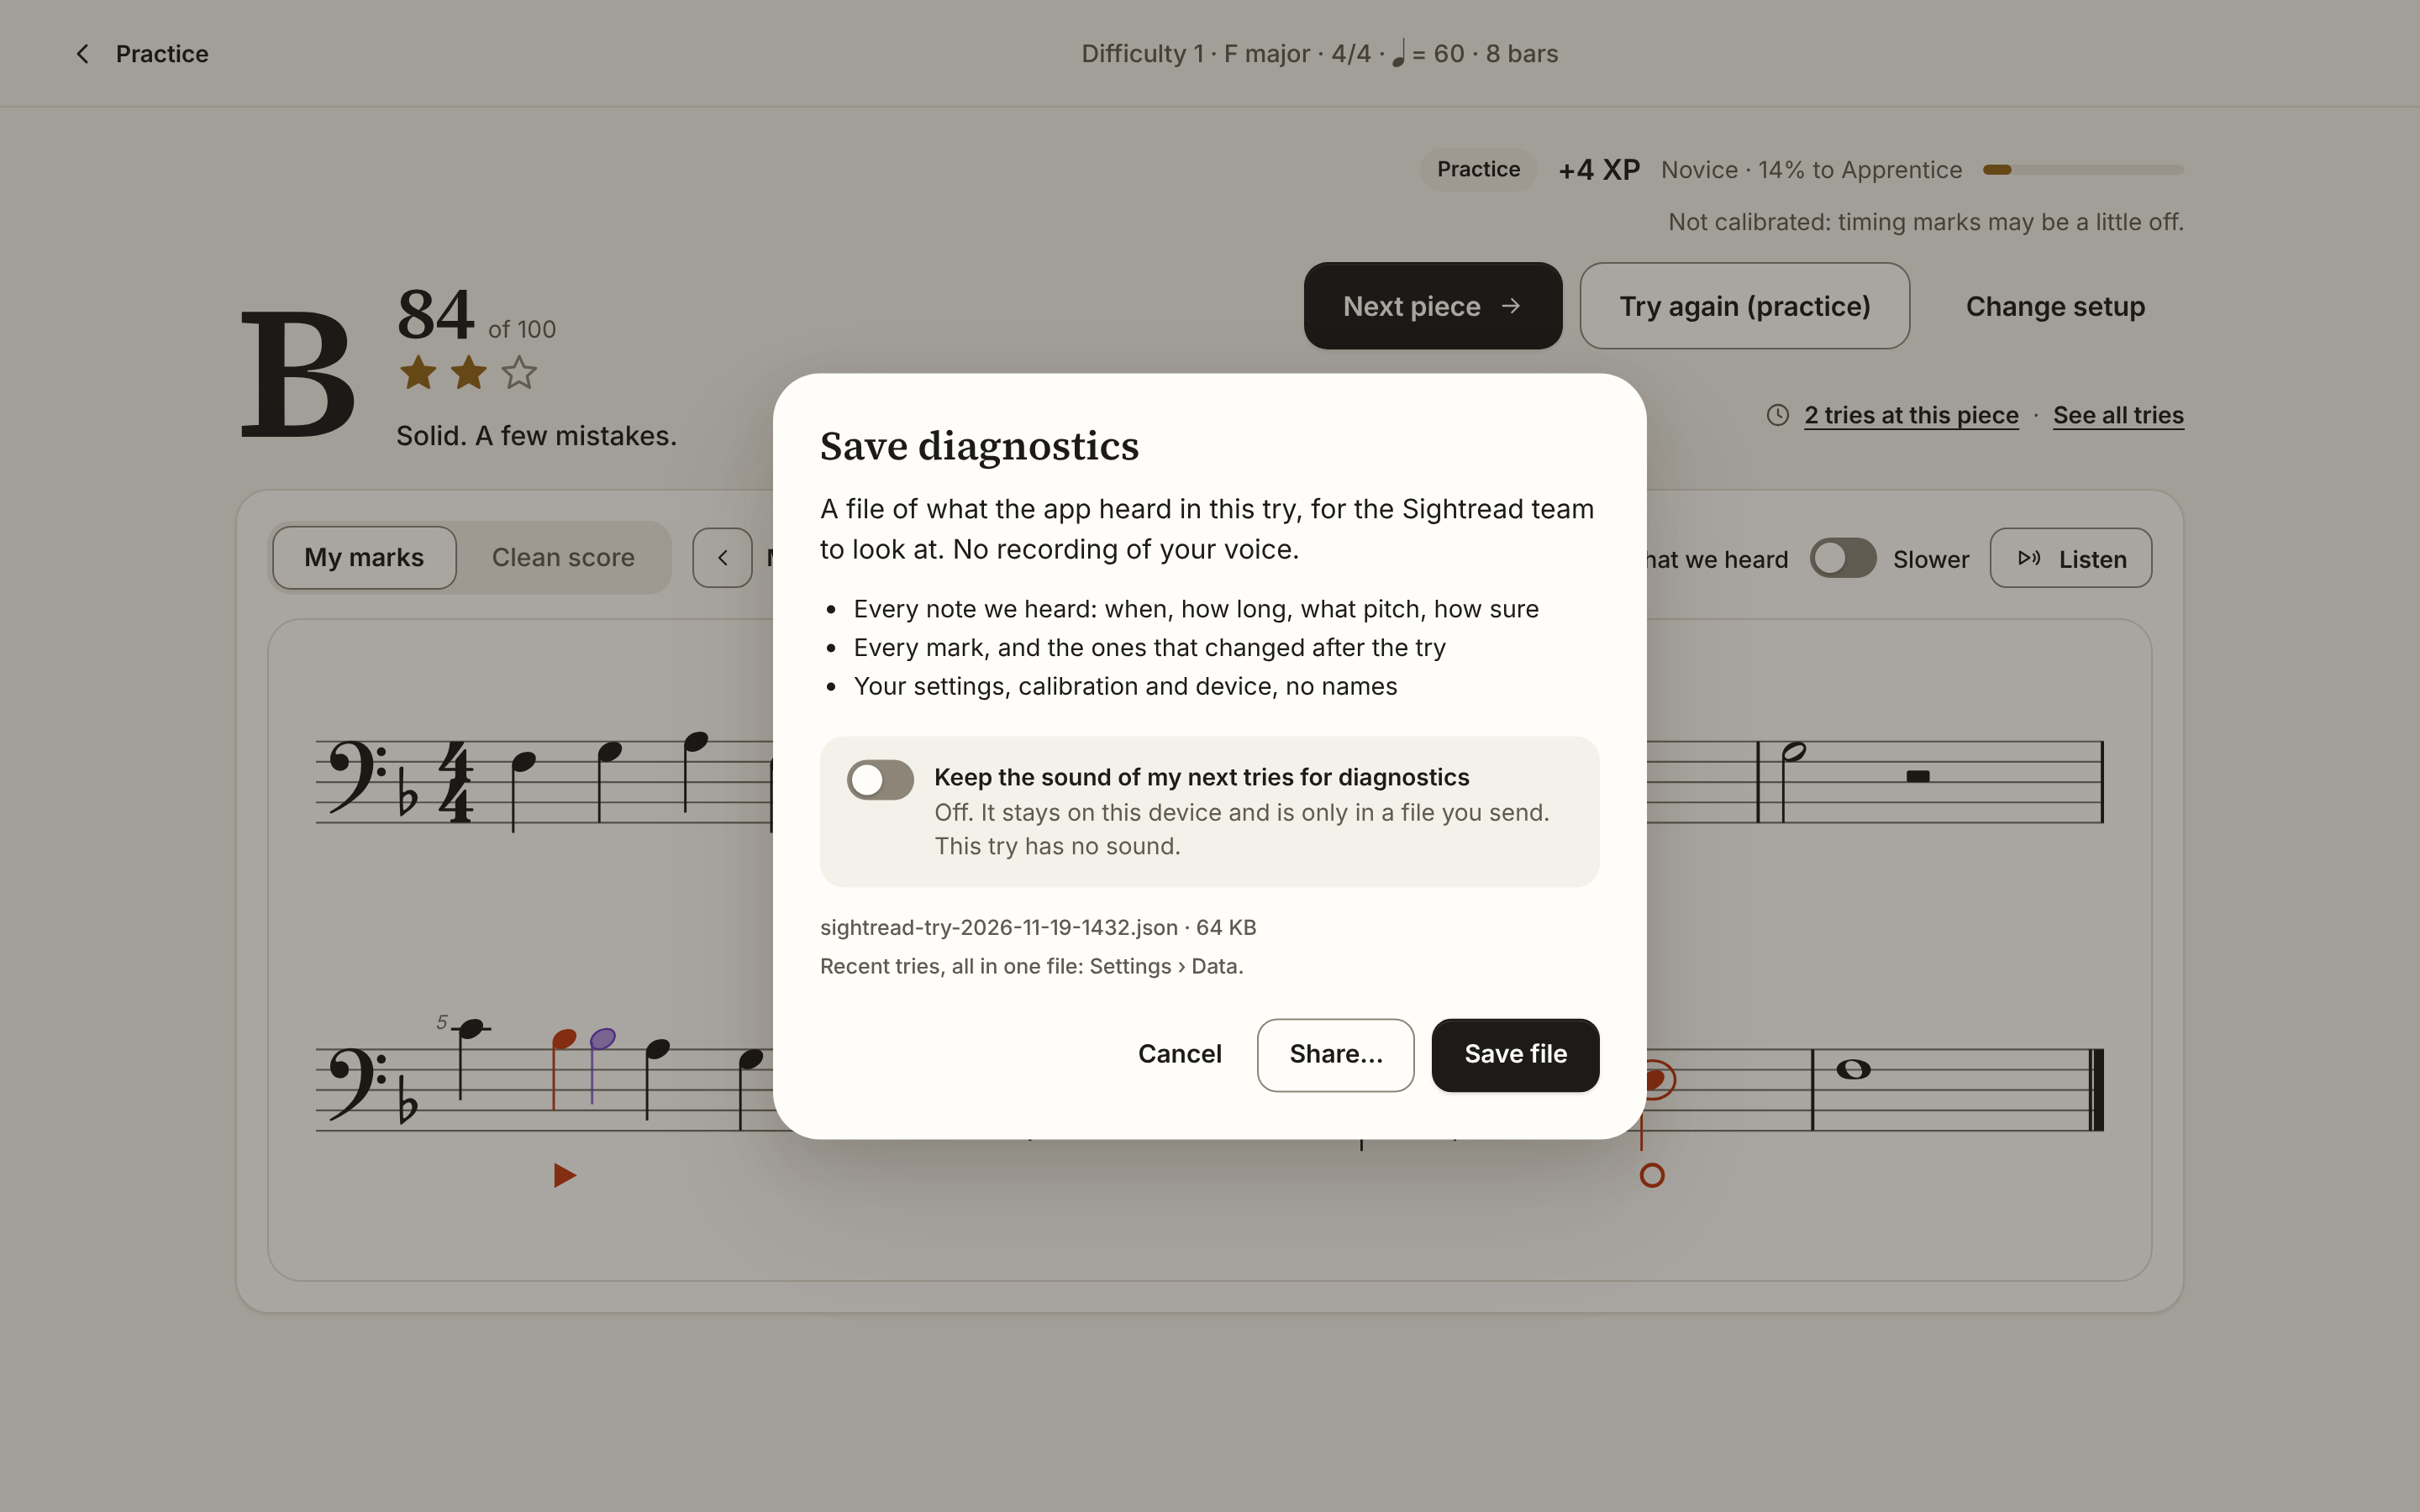 Practice
Difficulty 1 · F major · 4/4 · ♩ = 60 · 8 bars
Practice +4 XP Novice · 14% to Apprentice
Not calibrated: timing marks may be a little off.
Next piece → Try again (practice) Change setup
B
84 of 100
Solid. A few mistakes.
2 tries at this piece · See all tries
My marks Clean score
we heard Slower Listen
Save diagnostics
A file of what the app heard in this try, for the Sightread team
to look at. No recording of your voice.
• Every note we heard: when, how long, what pitch, how sure
• Every mark, and the ones that changed after the try
• Your settings, calibration and device, no names
Keep the sound of my next tries for diagnostics
Off. It stays on this device and is only in a file you send.
This try has no sound.
sightread-try-2026-11-19-1432.json · 64 KB
Recent tries, all in one file: Settings › Data.
Cancel Share... Save file
4
4
5